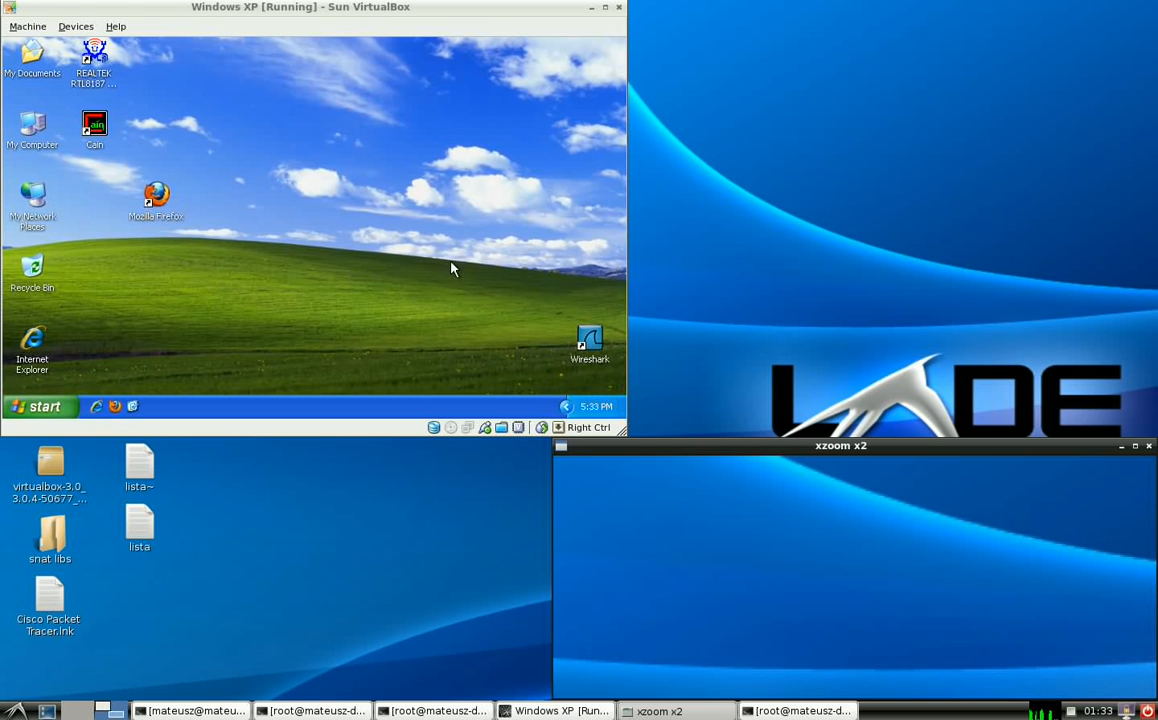 Windows XP [Running] - Sun VirtualBox
Machine Devices Help
My Documents
REALTEK
RTL8187 ...
My Computer
Cain
My Network
Places
Mozilla Firefox
Recycle Bin
Internet
Explorer
Wireshark
start
5:33 PM
Right Ctrl
L DE
xzoom x2
virtualbox-3.0_
3.0.4-50677_...
lista~
snat libs
lista
Cisco Packet
Tracer.lnk
[mateusz@mateu... [root@mateusz-d... [root@mateusz-d... Windows XP [Run... xzoom x2 [root@mateusz-d... 01:33